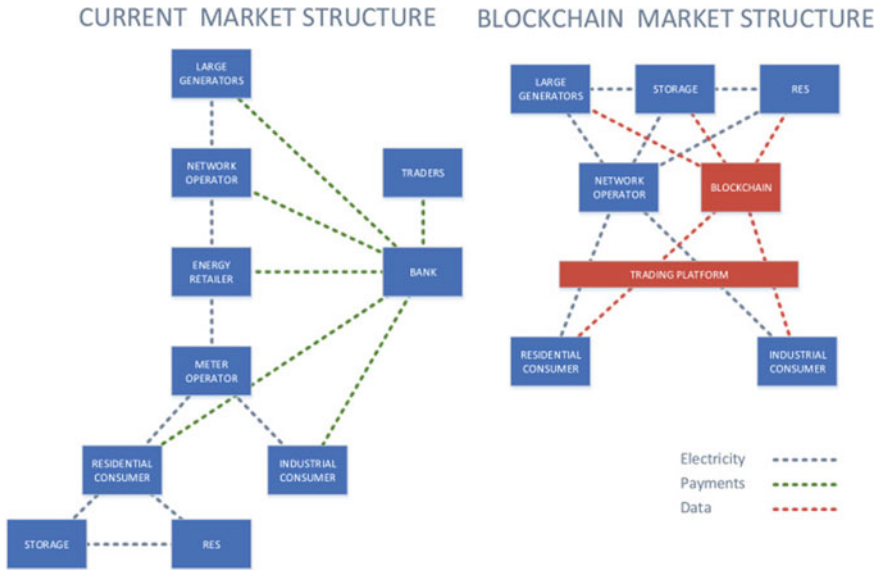 CURRENT MARKET STRUCTURE
LARGE
GENERATORS
NETWORK
OPERATOR
TRADERS
ENERGY
RETAILER
BANK
METER
OPERATOR
RESIDENTIAL
CONSUMER
INDUSTRIAL
CONSUMER
STORAGE
RES
BLOCKCHAIN MARKET STRUCTURE
LARGE
GENERATORS
STORAGE
RES
NETWORK
OPERATOR
BLOCKCHAIN
TRADING PLATFORM
RESIDENTIAL
CONSUMER
INDUSTRIAL
CONSUMER
Electricity
Payments
Data